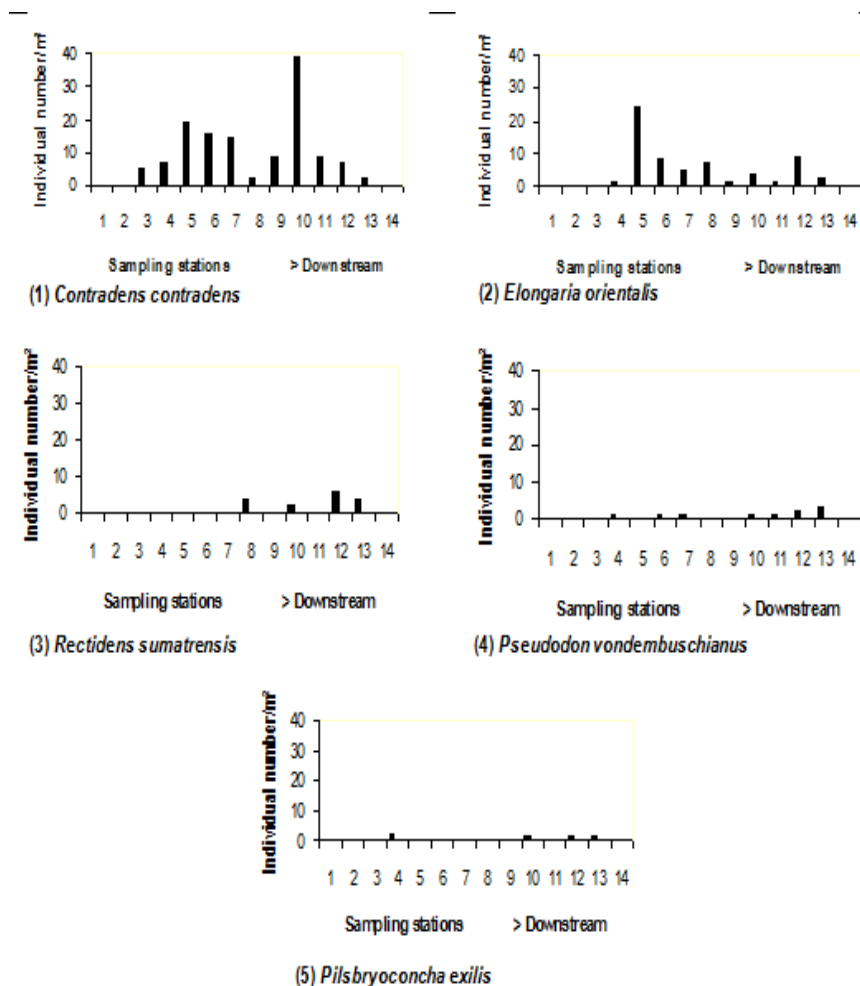 Individual number/m²
40
30
20
10
0
1 2 3 4 5 6 7 8 9 10 11 12 13 14
Sampling stations > Downstream
(1) Contradens contradens
Individual number/m²
40
30
20
10
0
1 2 3 4 5 6 7 8 9 10 11 12 13 14
Sampling stations > Downstream
(2) Elongaria orientalis
Individual number/m²
40
30
20
10
0
1 2 3 4 5 6 7 8 9 10 11 12 13 14
Sampling stations > Downstream
(3) Rectidens sumatrensis
Individual number/m²
40
30
20
10
0
1 2 3 4 5 6 7 8 9 10 11 12 13 14
Sampling stations > Downstream
(4) Pseudodon vondembuschianus
Individual number/m²
40
30
20
10
0
1 2 3 4 5 6 7 8 9 10 11 12 13 14
Sampling stations > Downstream
(5) Pilsbryoconcha exilis